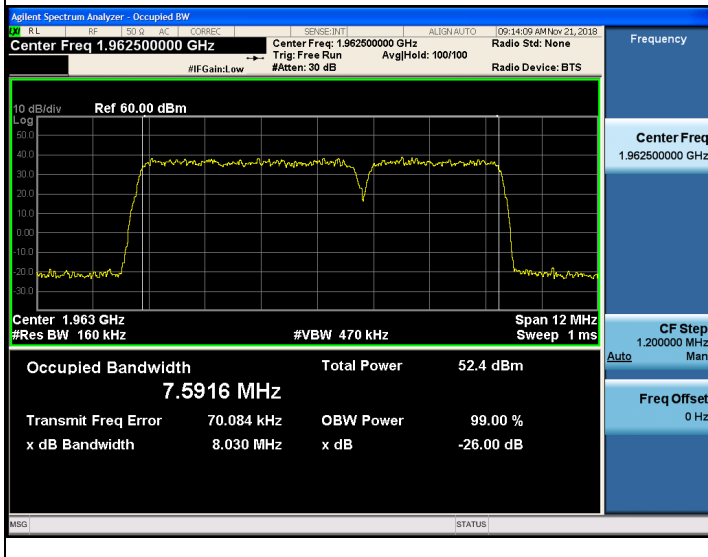 Agilent Spectrum Analyzer - Occupied BW
RL RF 50 Ω AC CORREC SENSE:INT ALIGN AUTO 09:14:09 AM Nov 21, 2018
Center Freq 1.962500000 GHz Center Freq: 1.962500000 GHz Radio Std: None Frequency
Trig: Free Run Avg|Hold: 100/100
#IFGain:Low #Atten: 30 dB Radio Device: BTS
10 dB/div Ref 60.00 dBm
Log
50.0
Center Freq
40.0
1.962500000 GHz
30.0
20.0
10.0
0.00
-10.0
-20.0
-30.0
Center 1.963 GHz Span 12 MHz
#Res BW 160 kHz #VBW 470 kHz Sweep 1 ms
CF Step
1.200000 MHz
Auto Man
Occupied Bandwidth Total Power 52.4 dBm
7.5916 MHz
Freq Offset
0 Hz
Transmit Freq Error 70.084 kHz OBW Power 99.00 %
x dB Bandwidth 8.030 MHz x dB -26.00 dB
MSG STATUS